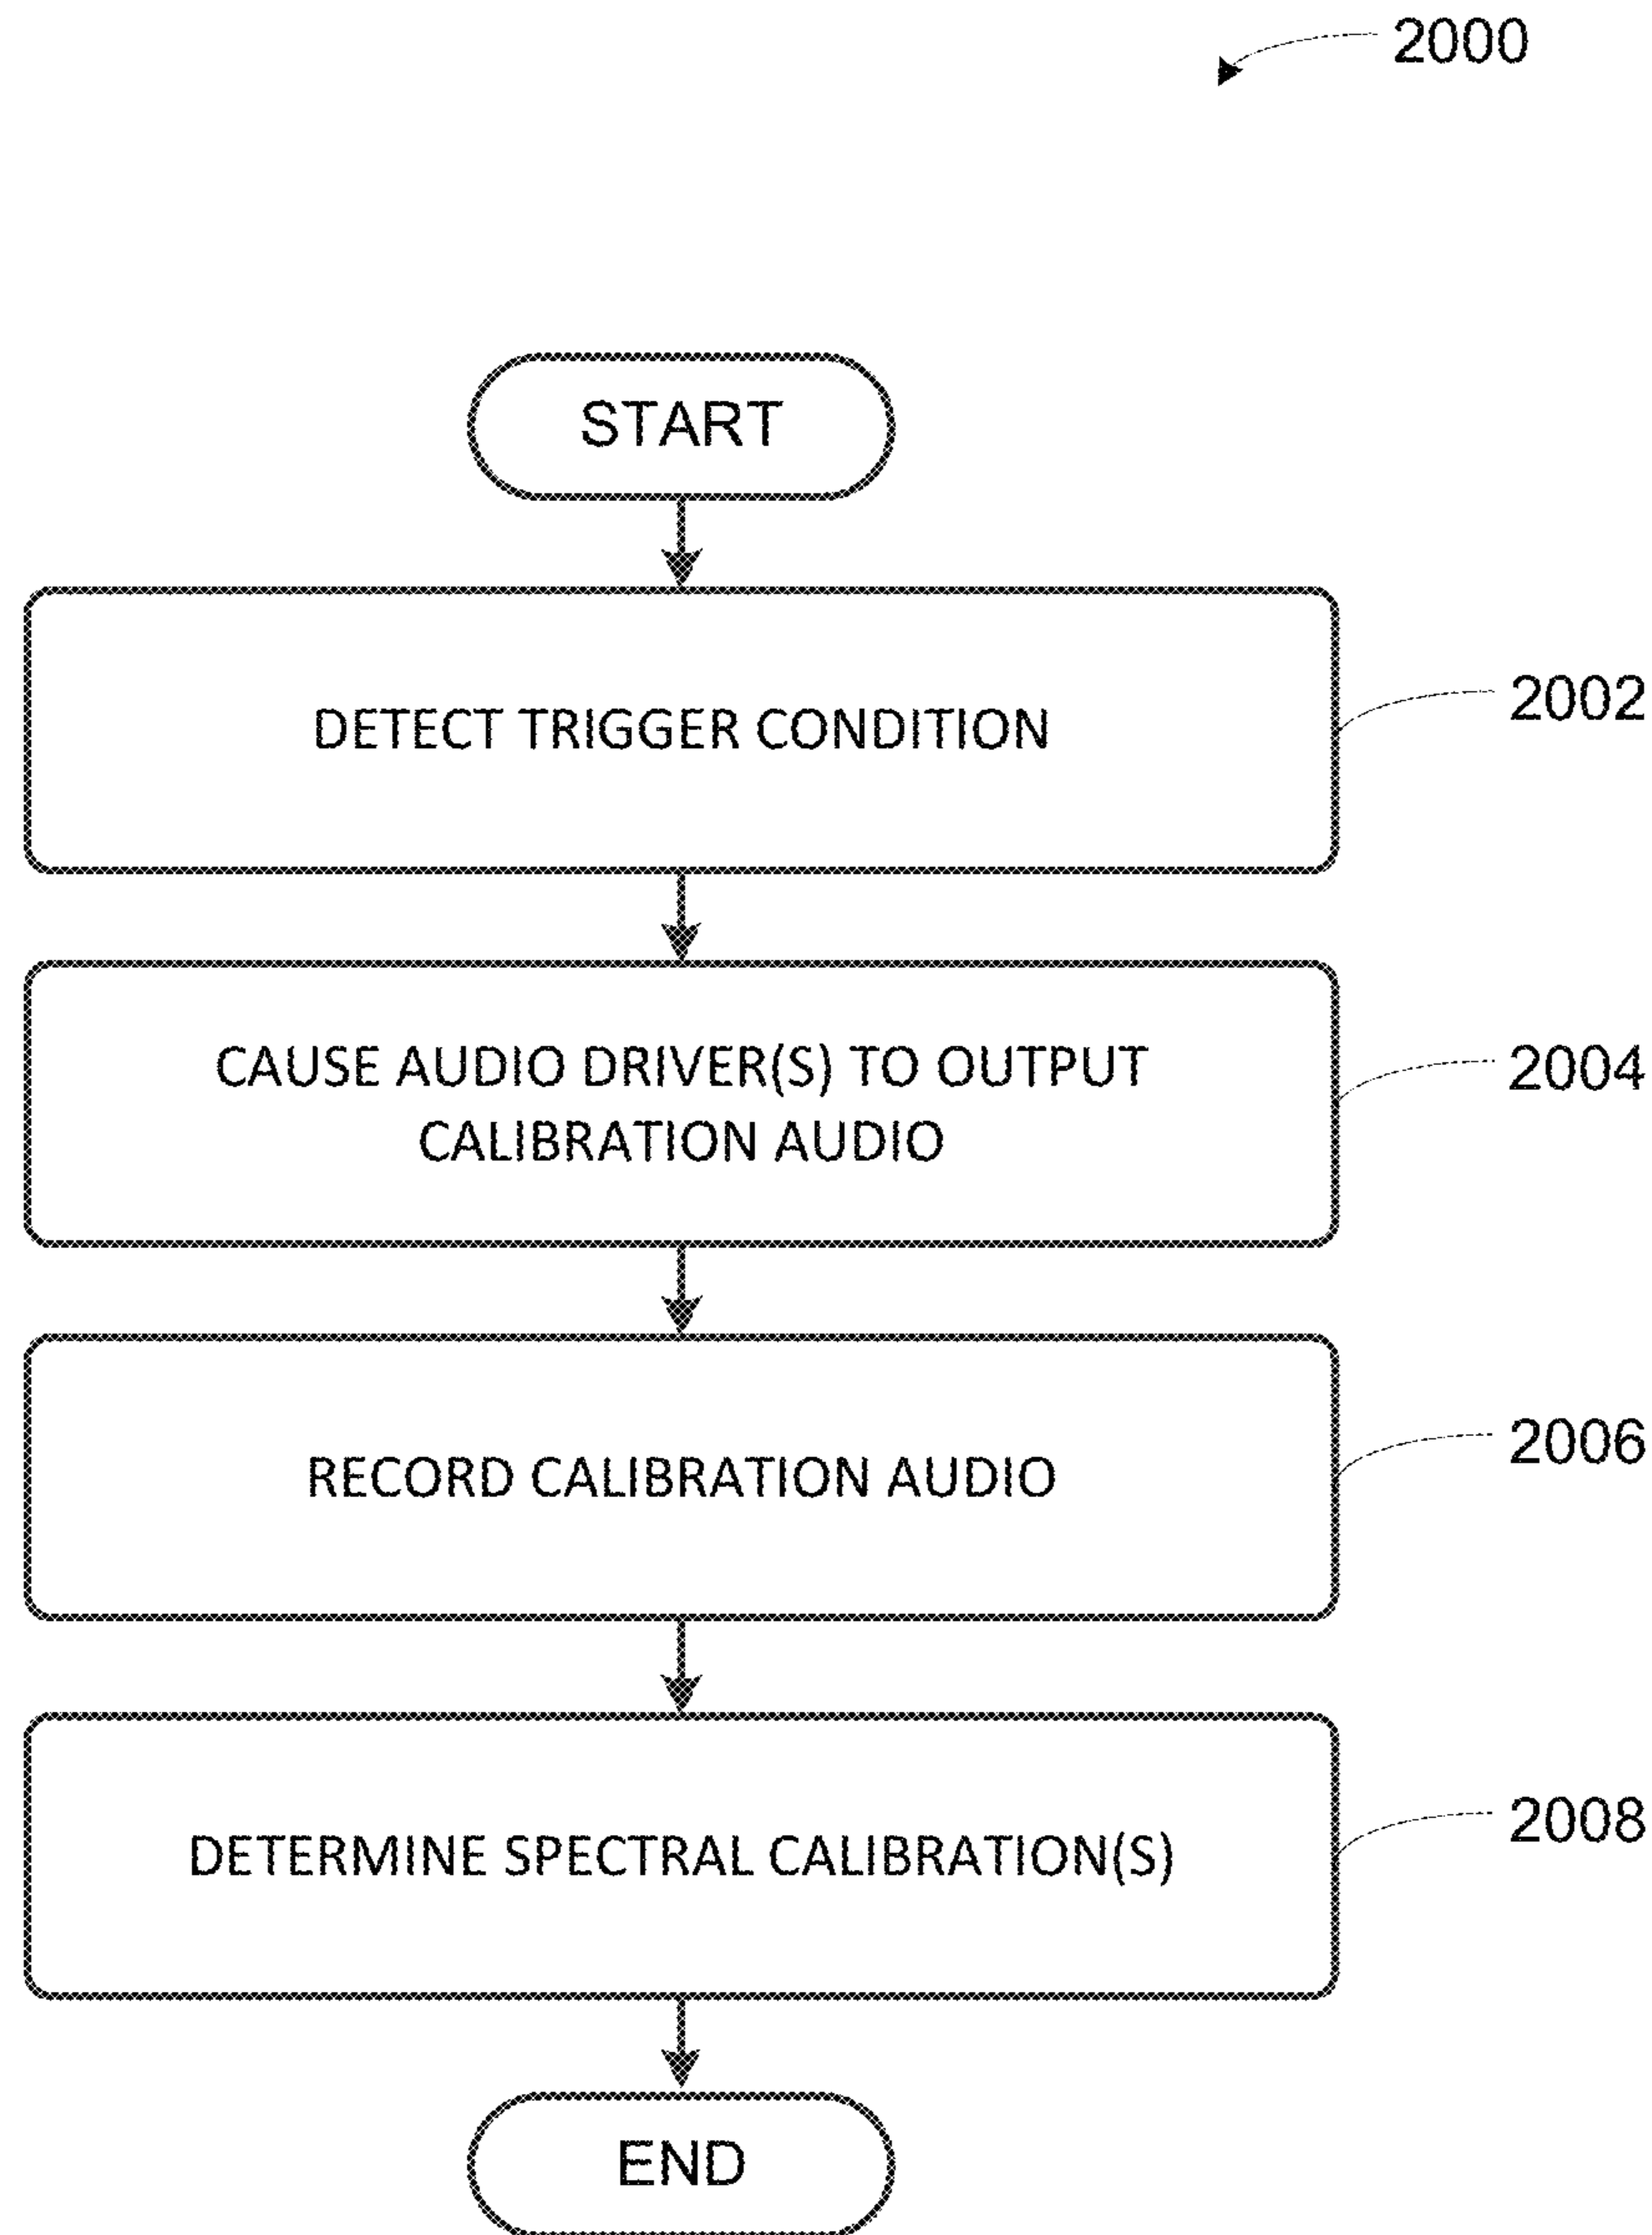 2000
START
DETECT TRIGGER CONDITION
2002
CAUSE AUDIO DRIVER(S) TO OUTPUT
CALIBRATION AUDIO
2004
RECORD CALIBRATION AUDIO
2006
DETERMINE SPECTRAL CALIBRATION(S)
2008
END